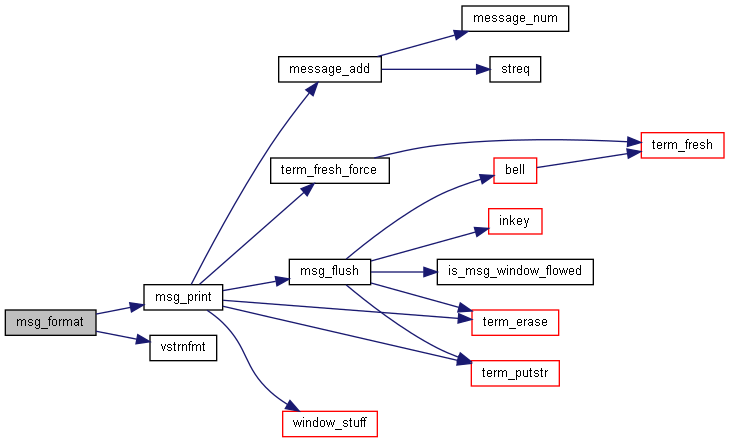 message_num
message_add
streq
term_fresh
term_fresh_force
bell
inkey
msg_flush
is_msg_window_flowed
msg_print
msg_format
term_erase
vstrnfmt
term_putstr
window_stuff